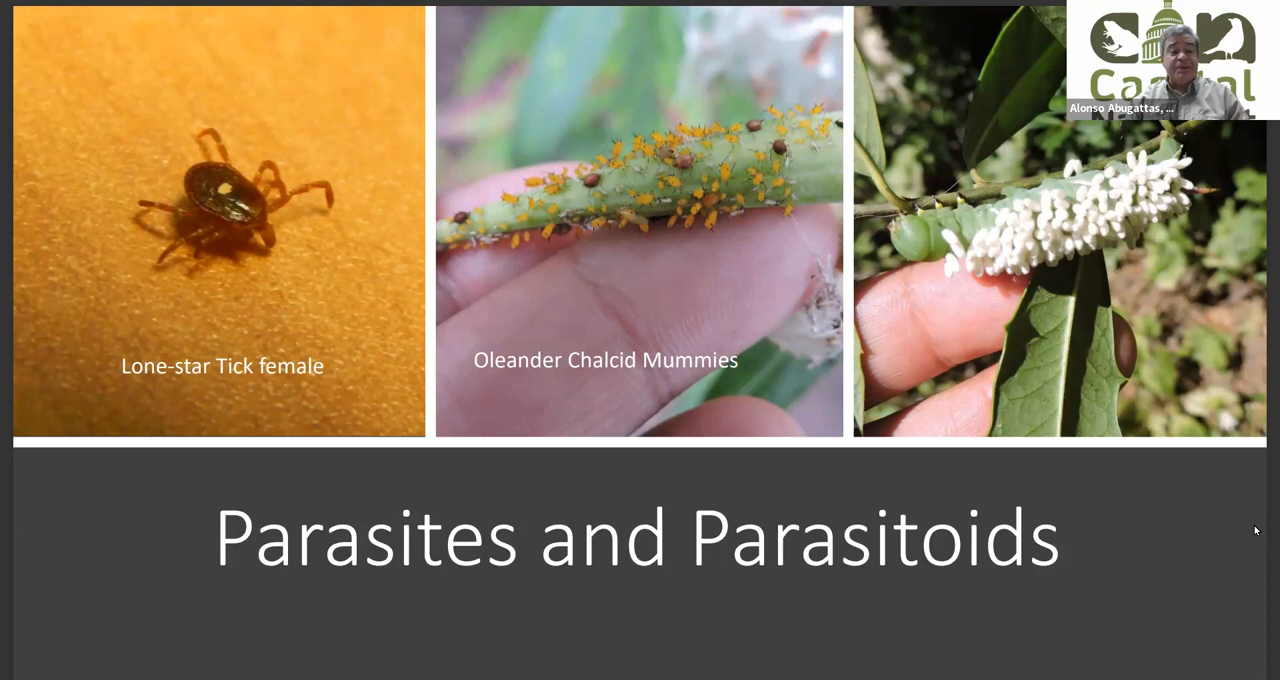 Alonso Abugattas, ...
Lone-star Tick female
Oleander Chalcid Mummies
Parasites and Parasitoids